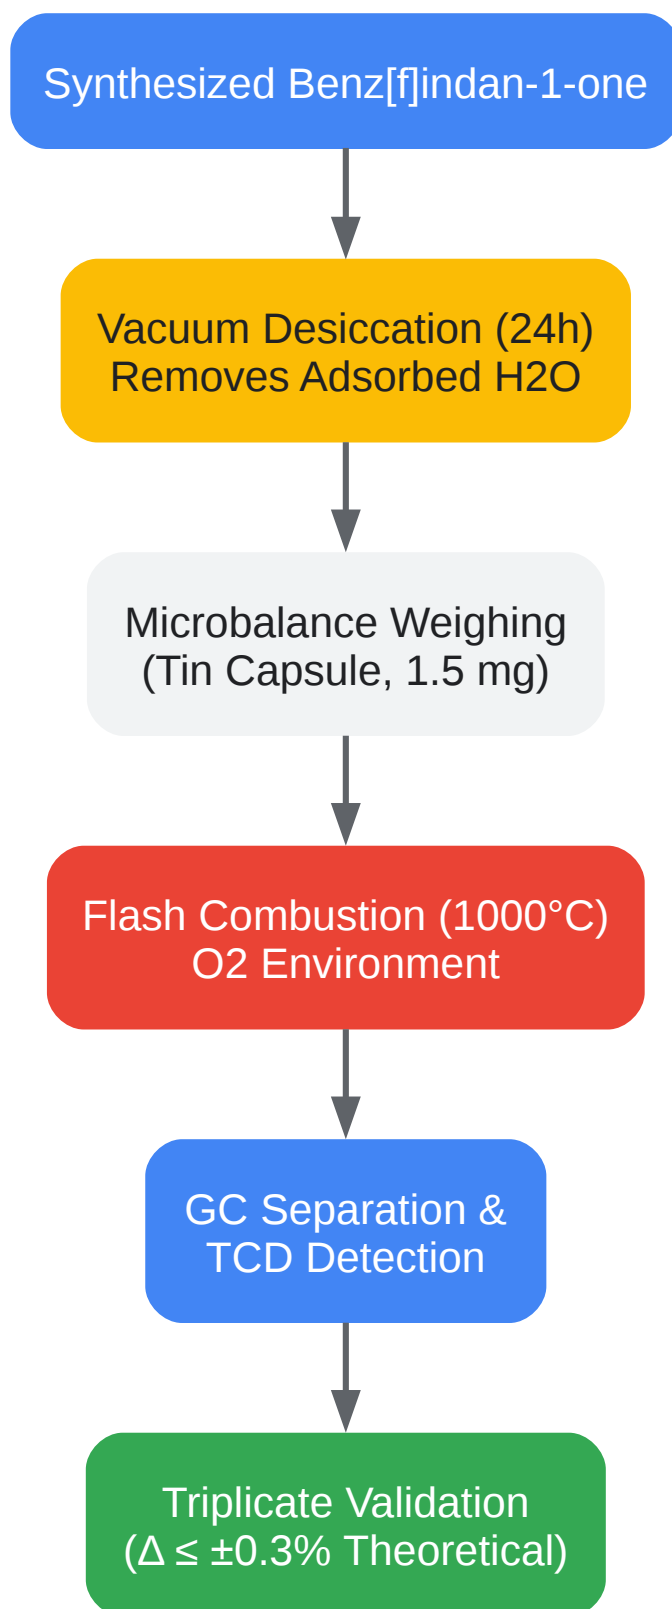 Synthesized Benz[f]indan-1-one
Vacuum Desiccation (24h)
Removes Adsorbed H2O
Microbalance Weighing
(Tin Capsule, 1.5 mg)
Flash Combustion (1000°C)
O2 Environment
GC Separation &
TCD Detection
Triplicate Validation
(Δ ≤ ±0.3% Theoretical)